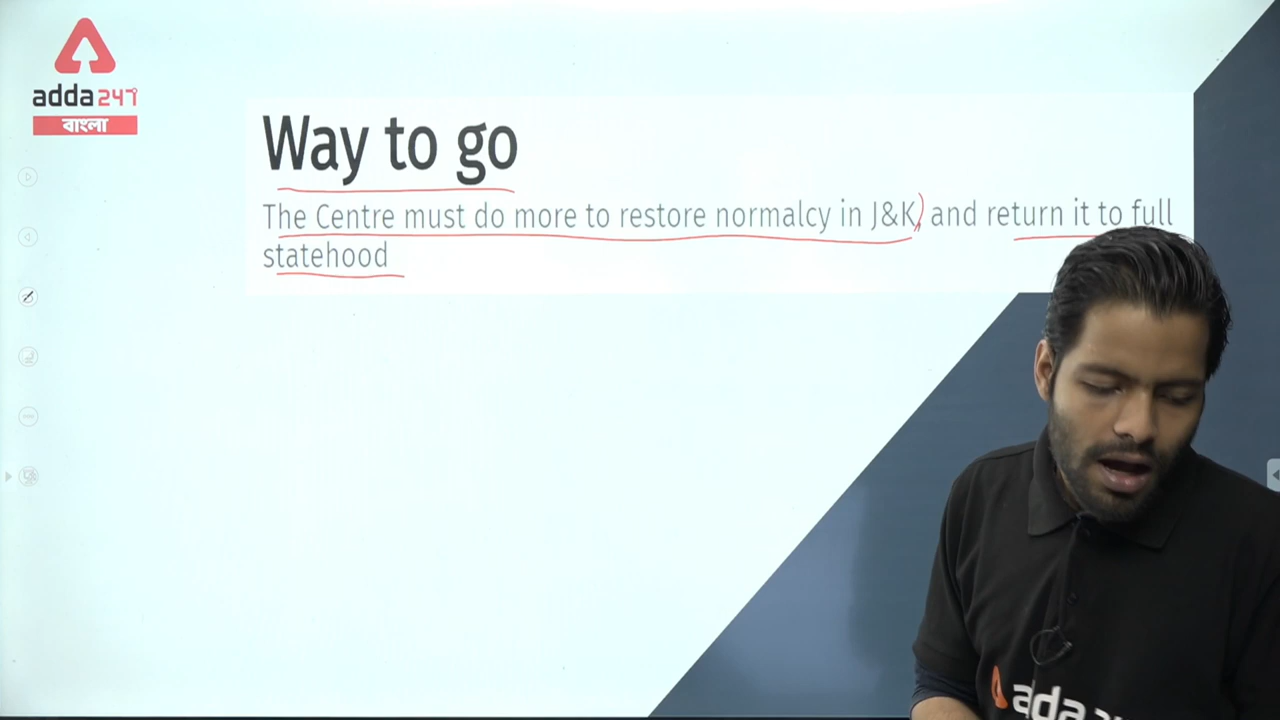 adda247
বাংলা
Way to go
The Centre must do more to restore normalcy in J&K, and return it to full
statehood